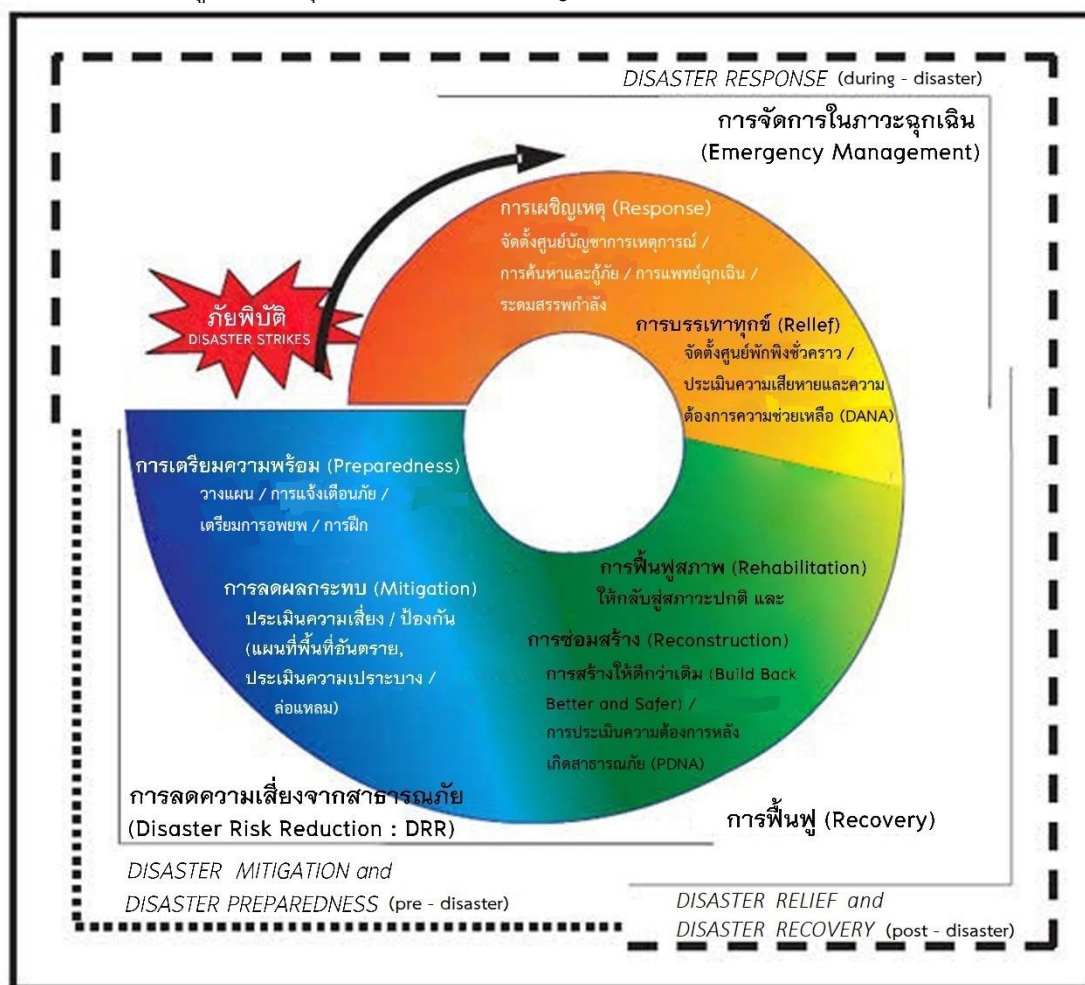 DISASTER RESPONSE (during - disaster)
การจัดการในภาวะฉุกเฉิน
(Emergency Management)
การเผชิญเหตุ (Response)
จัดตั้งศูนย์บัญชาการเหตุการณ์ /
การค้นหาและกู้ภัย / การแพทย์ฉุกเฉิน /
ระดมสรรพกำลัง
ภัยพิบัติ
DISASTER STRIKES
การบรรเทาทุกข์ (Rellef)
จัดตั้งศูนย์พักพิงชั่วคราว /
ประเมินความเสียหายและความ
ต้องการความช่วยเหลือ (DANA)
การเตรียมความพร้อม (Preparedness)
วางแผน / การแจ้งเตือนภัย /
เตรียมการอพยพ / การฝึก
การลดผลกระทบ (Mitigation)
ประเมินความเสี่ยง / ป้องกัน
(แผนที่พื้นที่อันตราย,
ประเมินความเปราะบาง /
ล่อแหลม)
การฟื้นฟูสภาพ (Rehabilitation)
ให้กลับสู่สภาวะปกติ และ
การซ่อมสร้าง (Reconstruction)
การสร้างให้ดีกว่าเดิม (Build Back
Better and Safer) /
การประเมินความต้องการหลัง
เกิดสาธารณภัย (PDNA)
การลดความเสี่ยงจากสาธารณภัย
(Disaster Risk Reduction : DRR)
การฟื้นฟู (Recovery)
DISASTER MITIGATION and
DISASTER PREPAREDNESS (pre - disaster)
DISASTER RELIEF and
DISASTER RECOVERY (post - disaster)